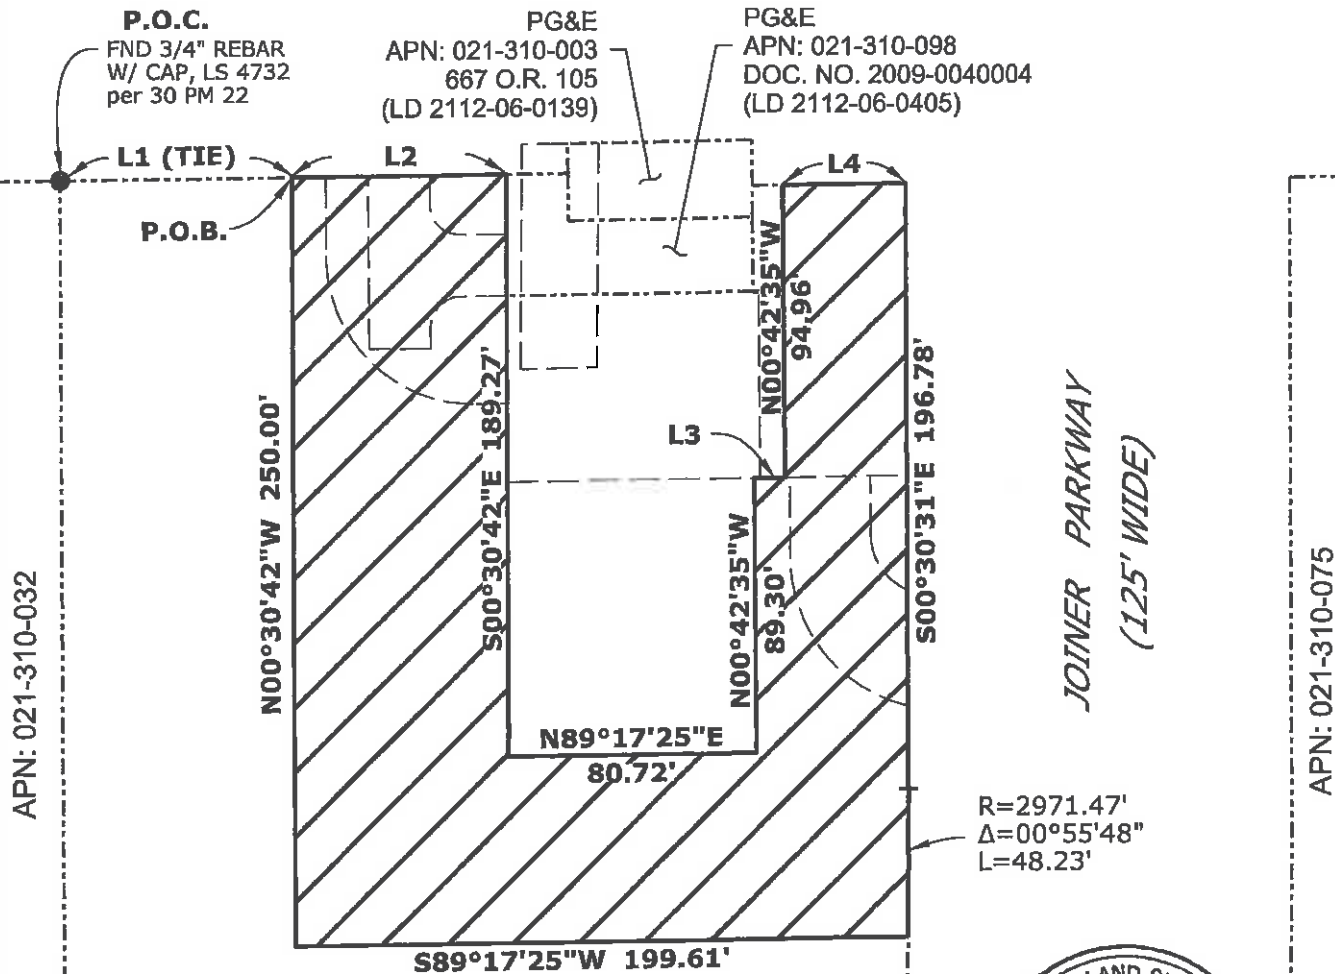 P.O.C.
FND 3/4" REBAR
W/ CAP, LS 4732
per 30 PM 22
PG&E
APN: 021-310-003
667 O.R. 105
(LD 2112-06-0139)
PG&E
APN: 021-310-098
DOC. NO. 2009-0040004
(LD 2112-06-0405)
L1 (TIE)
L2
L4
P.O.B.
N00°42'35"W
94.96'
L3
N00°30'42"W 250.00'
S00°30'42"E 189.27'
N00°42'35"W
89.30'
S00°30'31"E 196.78'
JOINER PARKWAY
(125' WIDE)
APN: 021-310-032
APN: 021-310-075
N89°17'25"E
80.72'
R=2971.47'
Δ=00°55'48"
L=48.23'
S89°17'25"W 199.61'
LAND